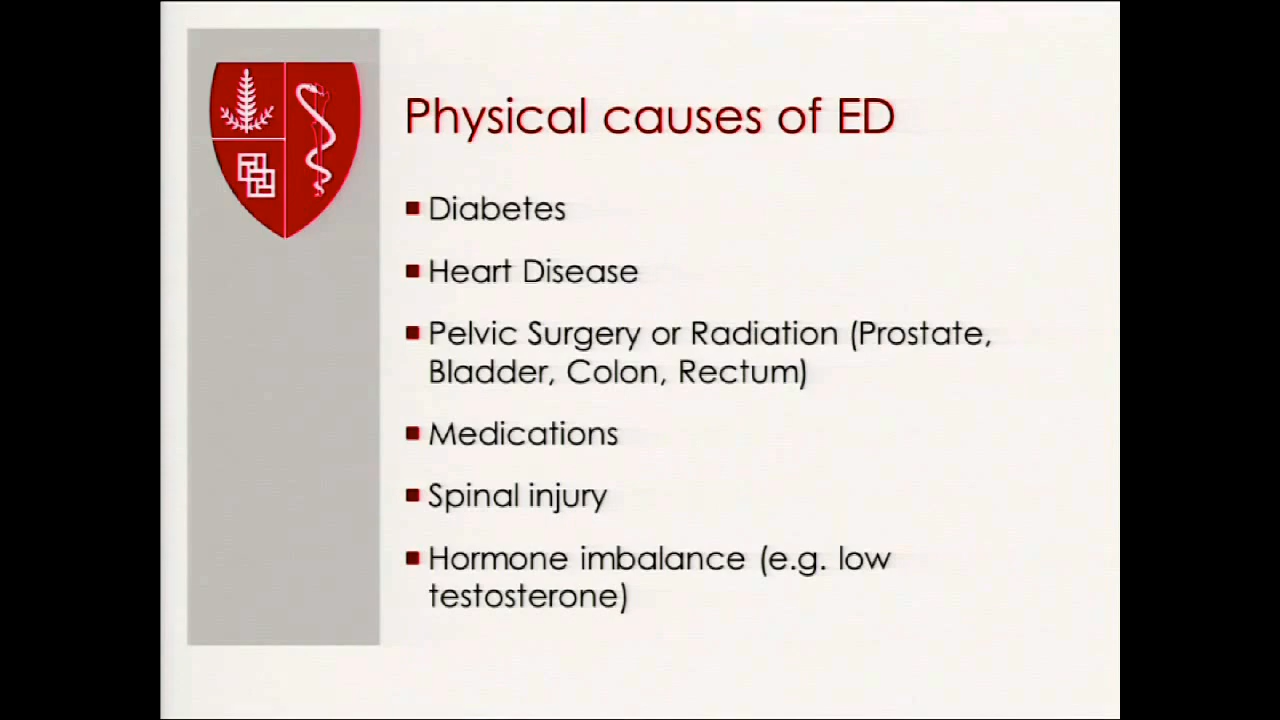 Physical causes of ED
Diabetes
Heart Disease
Pelvic Surgery or Radiation (Prostate,
Bladder, Colon, Rectum)
Medications
Spinal injury
Hormone imbalance (e.g. low
testosterone)